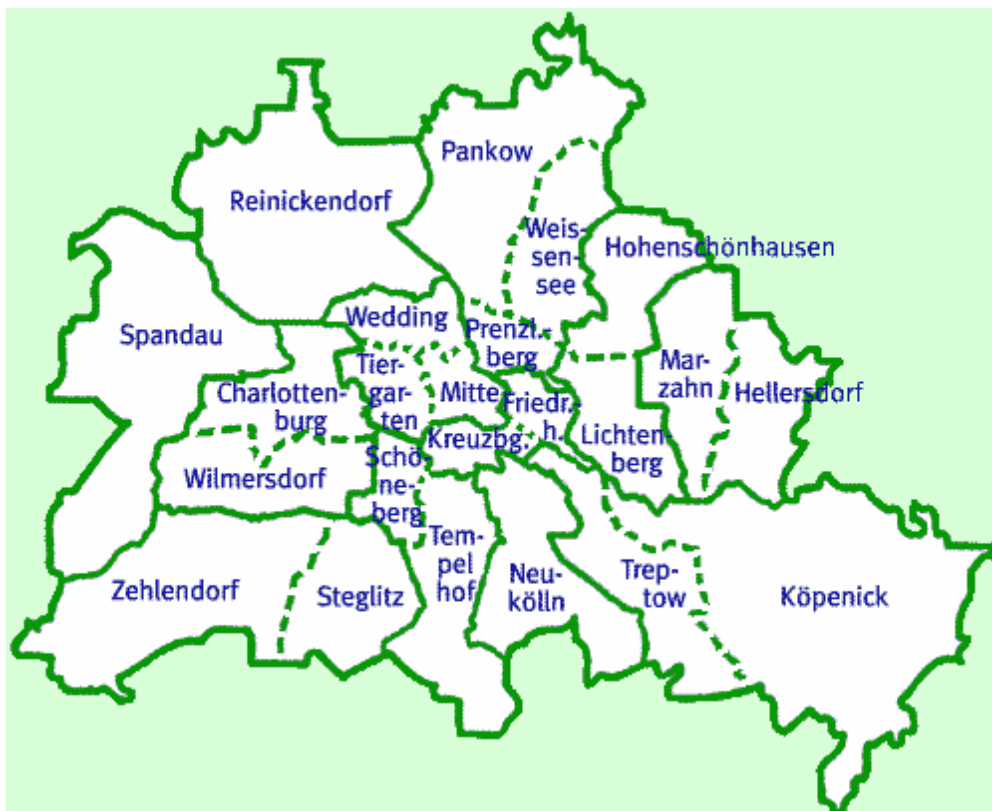 Pankow
Reinickendorf
Weis-
sen-
see
Hohenschönhausen
Wedding
Spandau
Prenzl.-
berg
Tier-
gar-
ten
Mar-
zahn
Charlotten-
burg
Mitte
Friedr.-
h.
Hellersdorf
Kreuzbg.
Lichten-
berg
Wilmersdorf
Schö-
ne-
berg
Tem-
pel
hof
Zehlendorf
Steglitz
Neu-
kölln
Trep-
tow
Köpenick